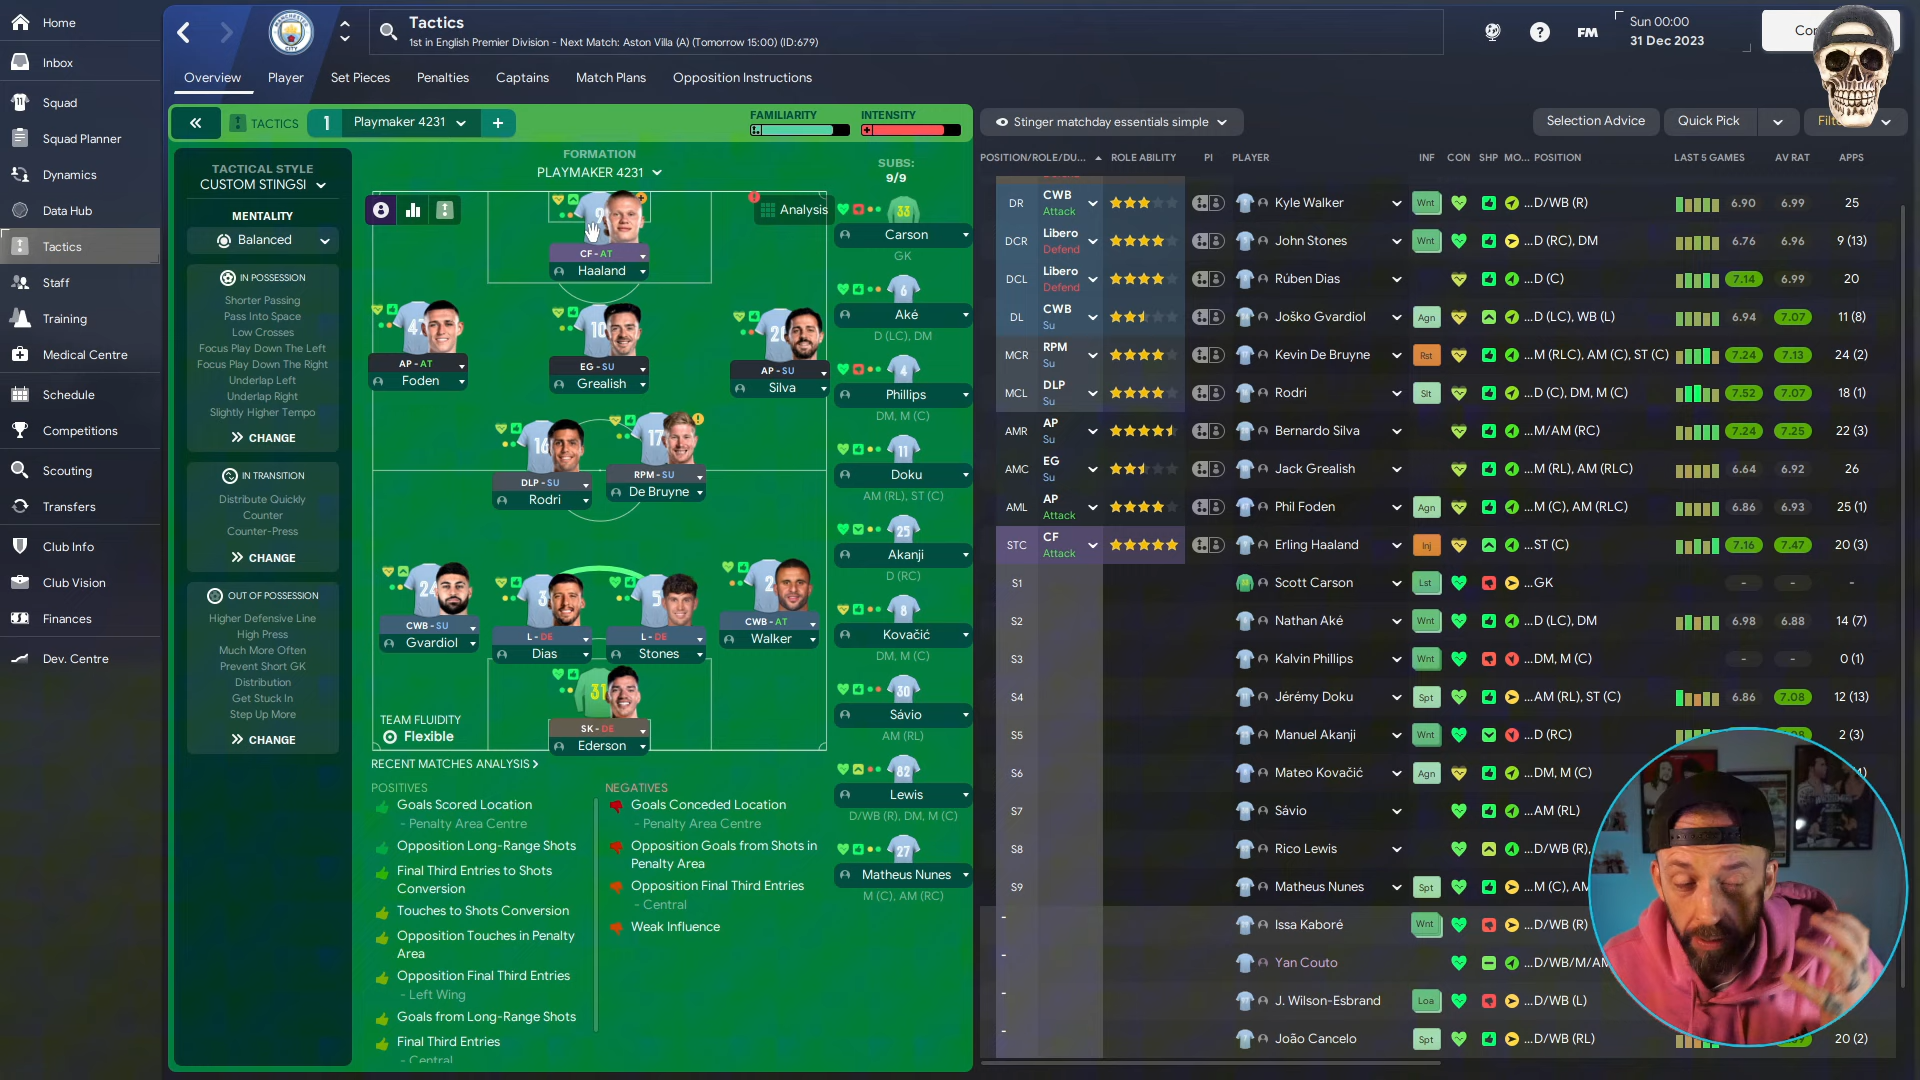 Home
Inbox
Squad
Squad Planner
Dynamics
Data Hub
Tactics
Staff
Training
Medical Centre
Schedule
Competitions
Scouting
Transfers
Club Info
Club Vision
Finances
Dev. Centre
Tactics
1st in English Premier Division - Next Match: Aston Villa (A) (Tomorrow 15:00) (ID:679)
FM
Sun 00:00
31 Dec 2023
Overview
Player
Set Pieces
Penalties
Captains
Match Plans
Opposition Instructions
TACTICS
1
Playmaker 4231
FAMILIARITY
INTENSITY
TACTICAL STYLE
CUSTOM STINGSI
MENTALITY
Balanced
IN POSSESSION
Shorter Passing
Pass Into Space
Low Crosses
Focus Play Down The Left
Focus Play Down The Right
Underlap Left
Underlap Right
Slightly Higher Tempo
CHANGE
IN TRANSITION
Distribute Quickly
Counter
Counter-Press
CHANGE
OUT OF POSSESSION
Higher Defensive Line
High Press
Much More Often
Prevent Short GK
Distribution
Get Stuck In
Step Up More
CHANGE
FORMATION
PLAYMAKER 4231
SUBS:
9/9
Analysis
9
CF - AT
Haaland
AP - AT
Foden
10
EG - SU
Grealish
AP - SU
Silva
16
DLP - SU
Rodri
17
RPM - SU
De Bruyne
24
CWB - SU
Gvardiol
3
L - DE
Dias
5
L - DE
Stones
2
CWB - AT
Walker
31
SK - DE
Ederson
TEAM FLUIDITY
Flexible
33
Carson
GK
6
Aké
D (LC), DM
4
Phillips
DM, M (C)
11
Doku
AM (RL), ST (C)
25
Akanji
D (RC)
8
Kovačić
DM, M (C)
30
Sávio
AM (RL)
82
Lewis
D/WB (R), DM, M (C)
27
Matheus Nunes
M (C), AM (RC)
RECENT MATCHES ANALYSIS
POSITIVES
Goals Scored Location
- Penalty Area Centre
Opposition Long-Range Shots
Final Third Entries to Shots
Conversion
Touches to Shots Conversion
Opposition Touches in Penalty
Area
Opposition Final Third Entries
- Left Wing
Goals from Long-Range Shots
Final Third Entries
- Central
NEGATIVES
Goals Conceded Location
- Penalty Area Centre
Opposition Goals from Shots in
Penalty Area
Opposition Final Third Entries
- Central
Weak Influence
Stinger matchday essentials simple
Selection Advice
Quick Pick
POSITION/ROLE/DU... ROLE ABILITY PI PLAYER INF CON SHP MO... POSITION LAST 5 GAMES AV RAT APPS
DR CWB Attack Kyle Walker Wnt D/WB (R) 6.90 6.99 25
DCR Libero Defend John Stones Wnt ...D (RC), DM 6.76 6.96 9 (13)
DCL Libero Defend Rúben Dias ...D (C) 7.14 6.99 20
DL CWB Su Joško Gvardiol Agn ...D (LC), WB (L) 6.94 7.07 11 (8)
MCR RPM Su Kevin De Bruyne Rst ...M (RLC), AM (C), ST (C) 7.24 7.13 24 (2)
MCL DLP Su Rodri Slt ...D (C), DM, M (C) 7.52 7.07 18 (1)
AMR AP Su Bernardo Silva ...M/AM (RC) 7.24 7.25 22 (3)
AMC EG Su Jack Grealish ...M (RL), AM (RLC) 6.64 6.92 26
AML AP Attack Phil Foden Agn ...M (C), AM (RLC) 6.86 6.93 25 (1)
STC CF Attack Erling Haaland Inj ...ST (C) 7.16 7.47 20 (3)
S1 Scott Carson Lst ...GK - - -
S2 Nathan Aké Wnt ...D (LC), DM 6.98 6.88 14 (7)
S3 Kalvin Phillips Wnt ...DM, M (C) - - 0 (1)
S4 Jérémy Doku Spt ...AM (RL), ST (C) 6.86 7.08 12 (13)
S5 Manuel Akanji Wnt ...D (RC) 2 (3)
S6 Mateo Kovačić Agn ...DM, M (C)
S7 Sávio ...AM (RL)
S8 Rico Lewis ...D/WB (R),
S9 Matheus Nunes Spt ...M (C), AM
- Issa Kaboré Wnt ...D/WB (R)
- Yan Couto ...D/WB/M/AM
- J. Wilson-Esbrand Loa ...D/WB (L)
- João Cancelo Spt ...D/WB (RL) 20 (2)